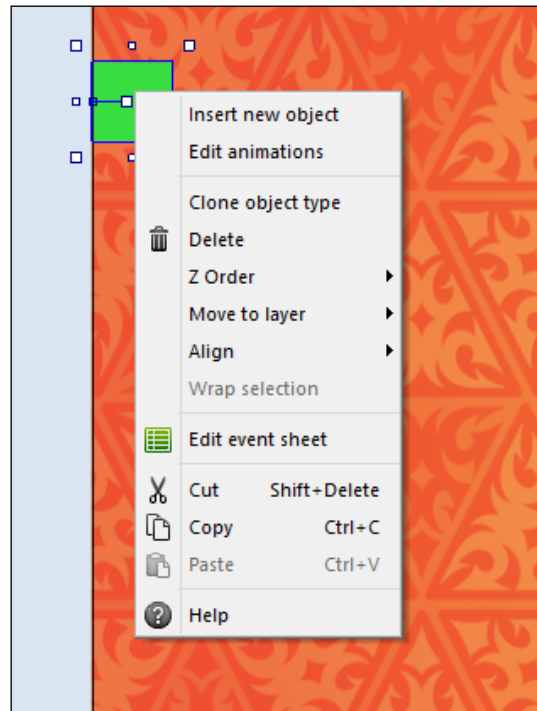 Insert new object
Edit animations
Clone object type
Delete
Z Order
Move to layer
Align
Wrap selection
Edit event sheet
Cut Shift+Delete
Copy Ctrl+C
Paste Ctrl+V
Help